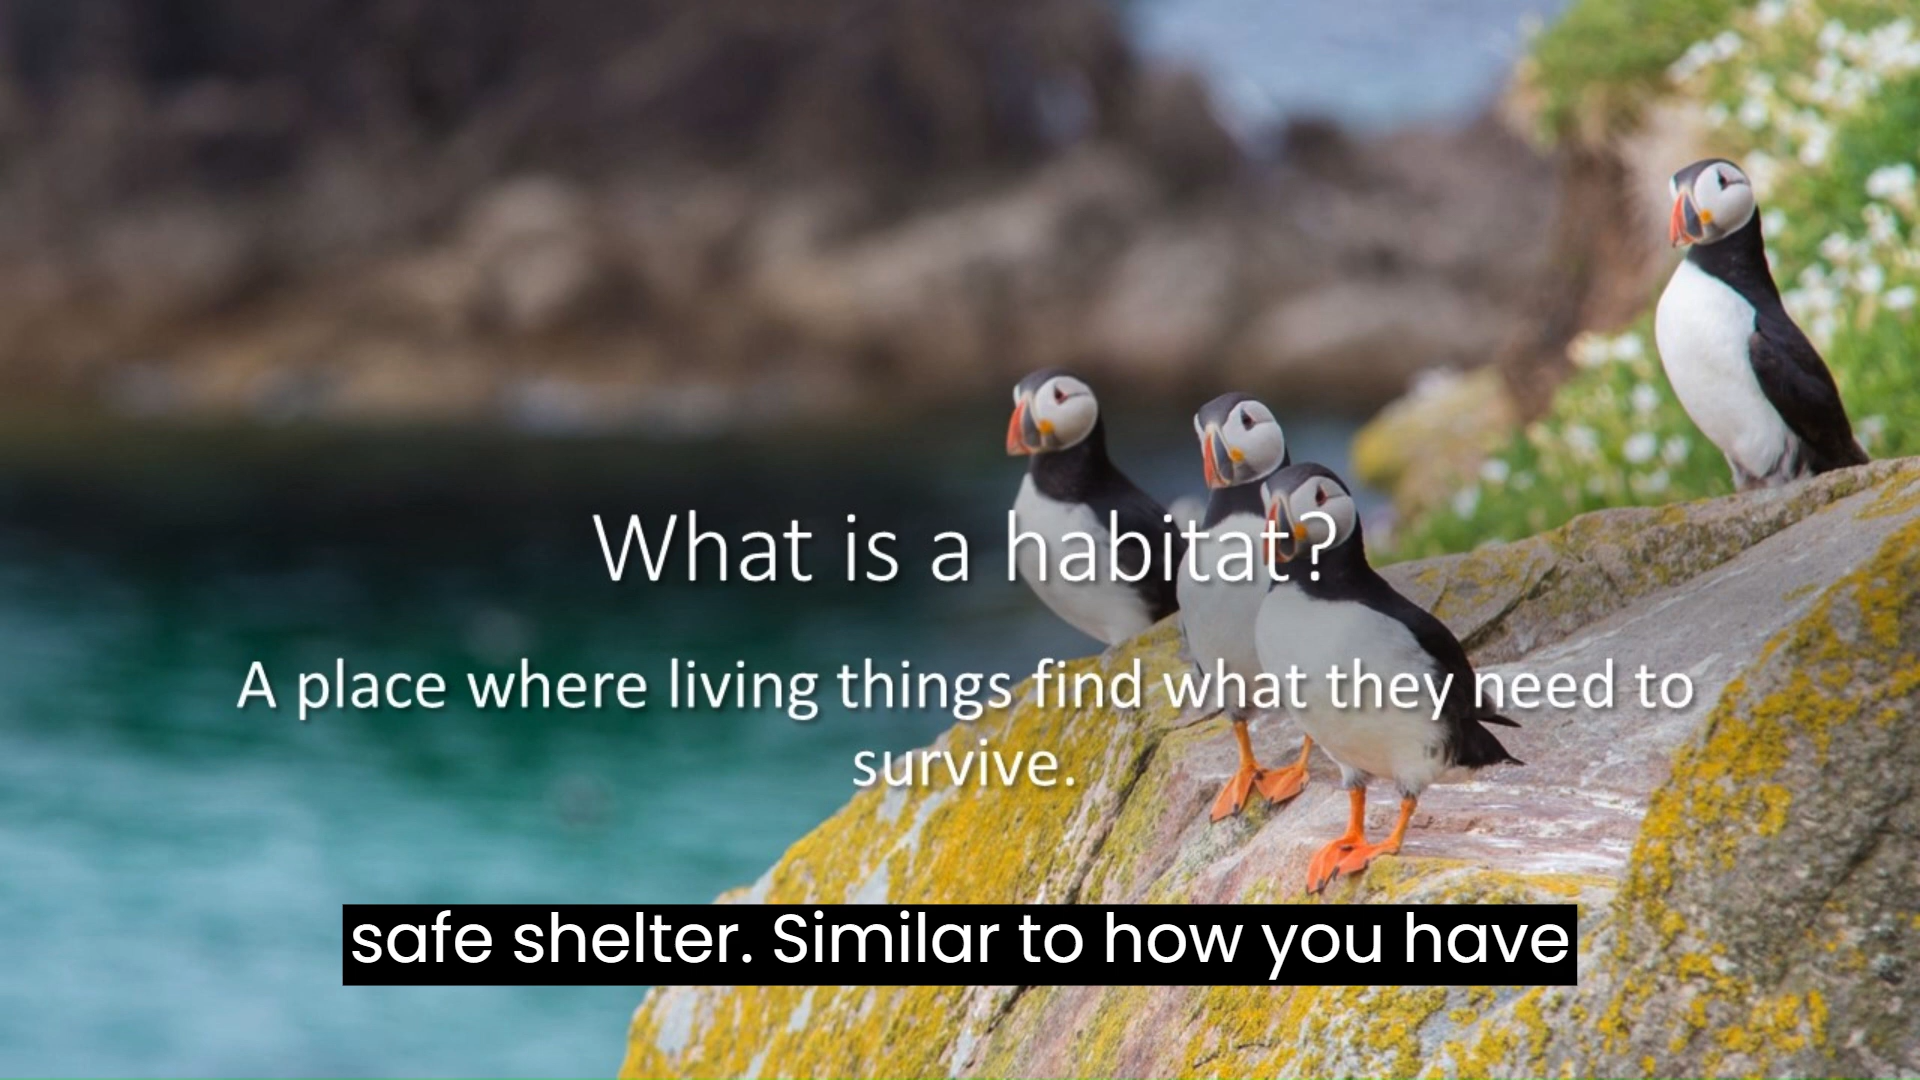 What is a habitat?
A place where living things find what they need to
survive.
safe shelter. Similar to how you have